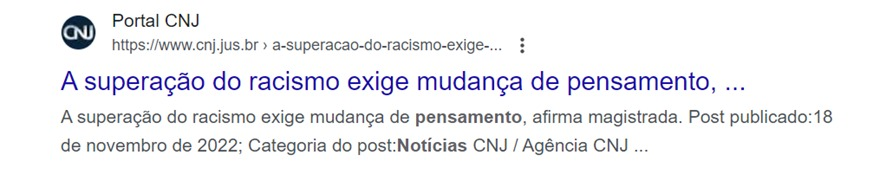 CNJ
Portal CNJ
https://www.cnj.jus.br › a-superacao-do-racismo-exige-...
A superação do racismo exige mudança de pensamento, ...
A superação do racismo exige mudança de pensamento, afirma magistrada. Post publicado:18
de novembro de 2022; Categoria do post:Notícias CNJ / Agência CNJ ...